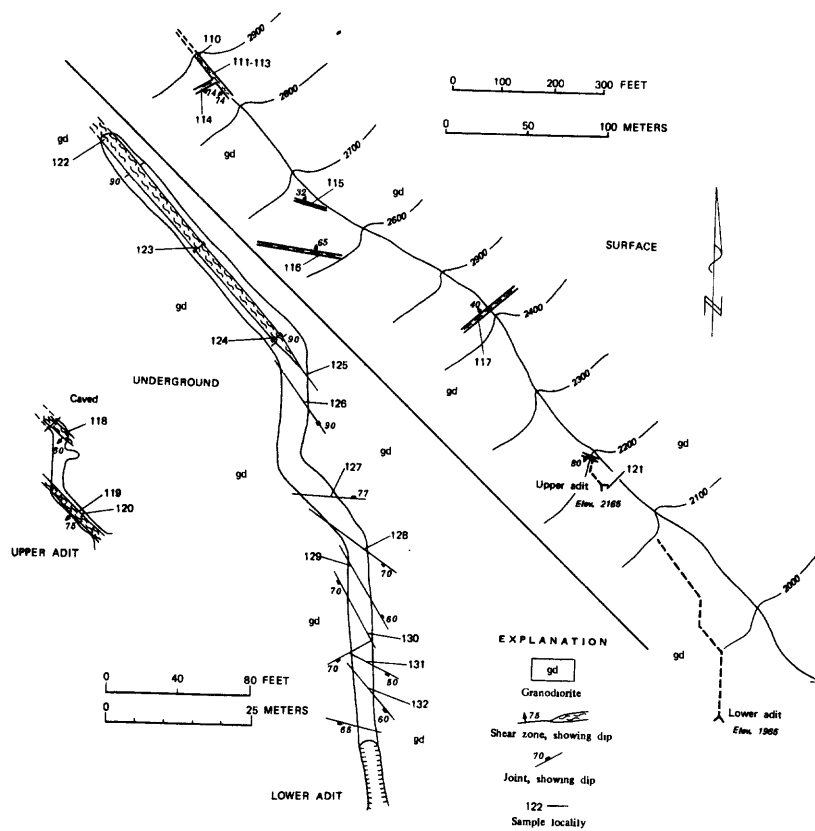 110
2900
111-113
74
74
114
2800
0 100 200 300 FEET
0 50 100 METERS
gd
122
90
gd
2700
32
115
gd
2600
SURFACE
65
116
123
2900
N
gd
40
2400
117
124
90
125
UNDERGROUND
126
gd
2300
Caved
118
90
60
gd
gd
2200
gd
80
121
Upper adit
Elev. 2165
127
77
119
120
75
2100
UPPER ADIT
128
129
70
70
2000
60
gd
130
EXPLANATION
gd
70
131
50
gd
Granodiorite
0 40 80 FEET
132
0 25 METERS
60
65
gd
75
Shear zone, showing dip
Lower adit
Elev. 1965
70
Joint, showing dip
LOWER ADIT
122
Sample locality